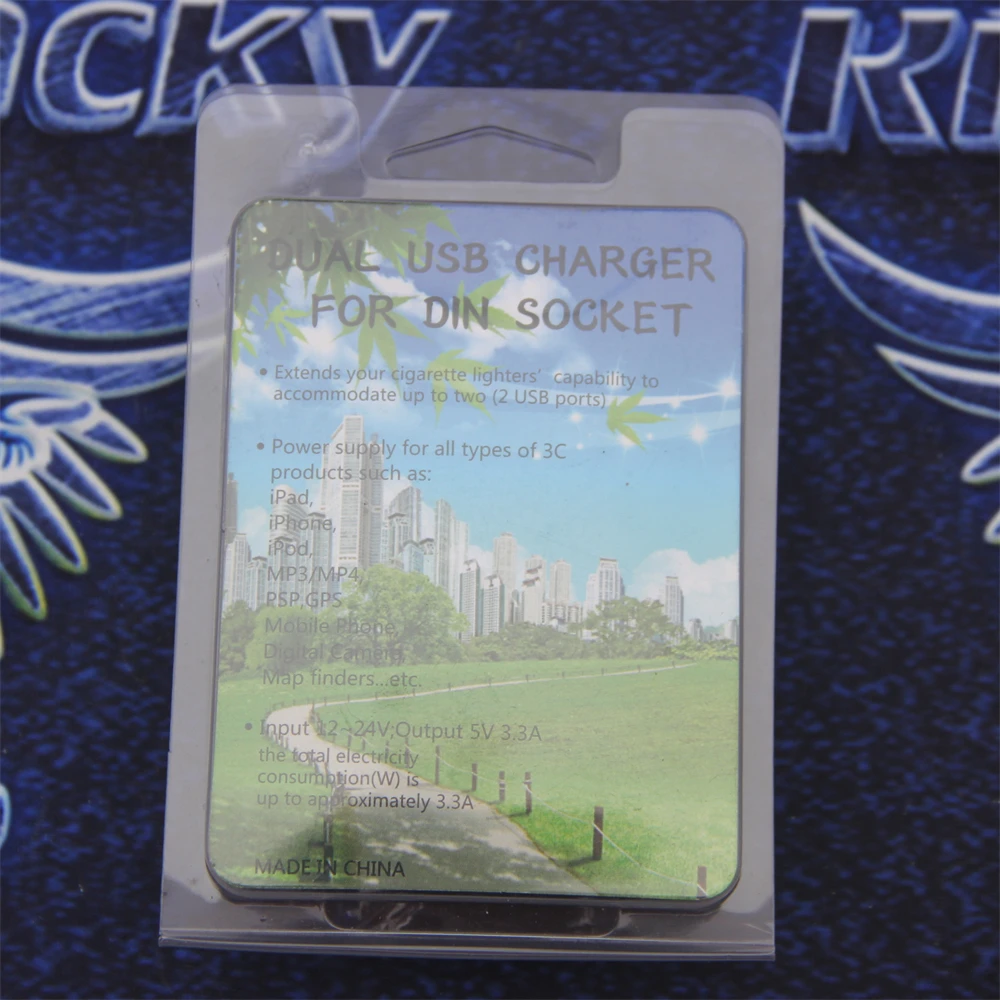 acky
Ri
DUAL USB CHARGER
FOR DIN SOCKET
• Extends your cigarette lighters' capability to
accommodate up to two (2 USB ports)
• Power supply for all types of 3C
products such as:
iPad,
iPhone,
iPod,
MP3/MP4,
PSP,GPS
Mobile Phone,
Digital Camera,
Map finders...etc.
• Input 12~24V;Output 5V 3.3A
the total electricity
consumption(W) is
up to approximately 3.3A
MADE IN CHINA